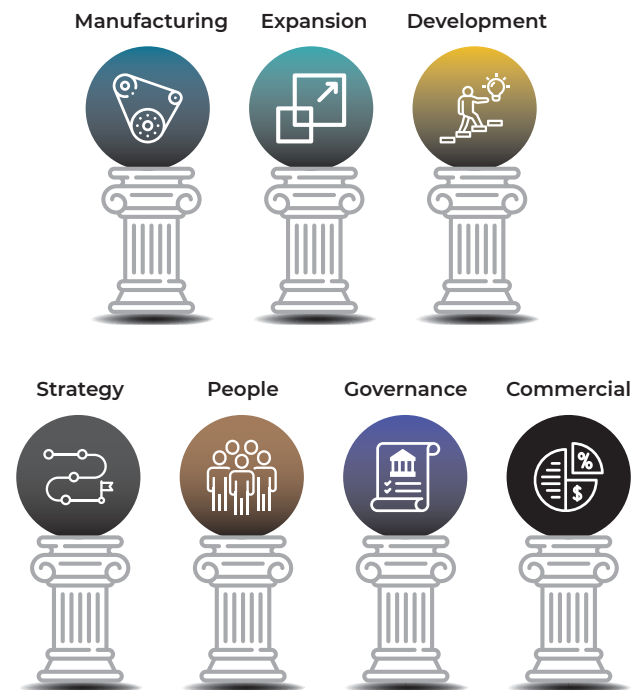 Manufacturing Expansion Development
Strategy People Governance Commercial
%
$